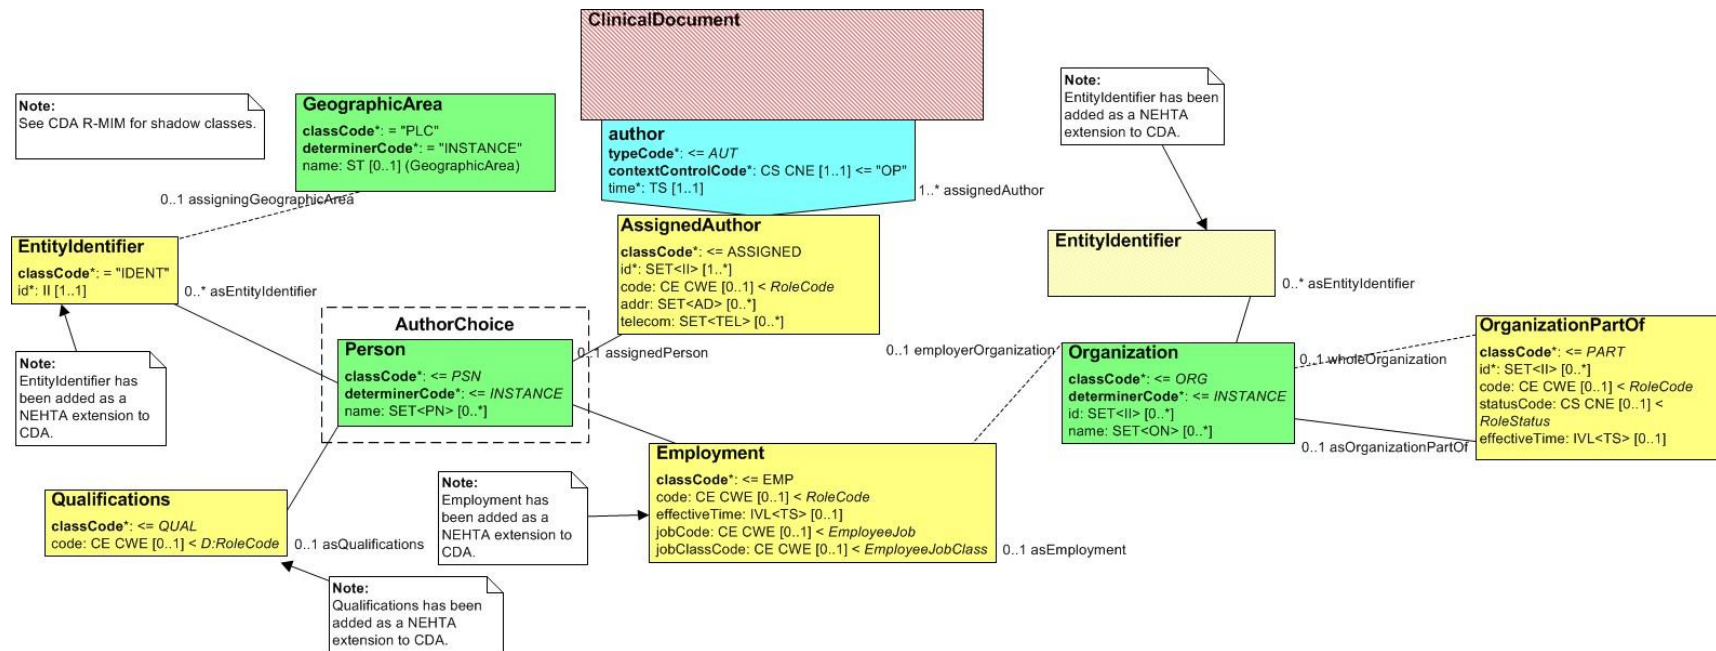 ClinicalDocument
Note:
See CDA R-MIM for shadow classes.
GeographicArea
classCode*: = "PLC"
determinerCode*: = "INSTANCE"
name: ST [0..1] (GeographicArea)
author
typeCode*: <= AUT
contextControlCode*: CS CNE [1..1] <= "OP"
time*: TS [1..1]
Note:
EntityIdentifier has been
added as a NEHTA
extension to CDA.
0..1 assigningGeographicArea
1..* assignedAuthor
EntityIdentifier
classCode*: = "IDENT"
id*: II [1..1]
0..* asEntityIdentifier
AssignedAuthor
classCode*: <= ASSIGNED
id*: SET<II> [1..*]
code: CE CWE [0..1] < RoleCode
addr: SET<AD> [0..*]
telecom: SET<TEL> [0..*]
EntityIdentifier
0..* asEntityIdentifier
Note:
EntityIdentifier has
been added as a
NEHTA extension to
CDA.
AuthorChoice
Person
classCode*: <= PSN
determinerCode*: <= INSTANCE
name: SET<PN> [0..*]
0..1 assignedPerson
0..1 employerOrganization
Organization
classCode*: <= ORG
determinerCode*: <= INSTANCE
id: SET<II> [0..*]
name: SET<ON> [0..*]
0..1 wholeOrganization
OrganizationPartOf
classCode*: <= PART
id*: SET<II> [0..*]
code: CE CWE [0..1] < RoleCode
statusCode: CS CNE [0..1] <
RoleStatus
effectiveTime: IVL<TS> [0..1]
0..1 asOrganizationPartOf
Qualifications
classCode*: <= QUAL
code: CE CWE [0..1] < D:RoleCode
0..1 asQualifications
Note:
Employment has
been added as a
NEHTA extension to
CDA.
Employment
classCode*: <= EMP
code: CE CWE [0..1] < RoleCode
effectiveTime: IVL<TS> [0..1]
jobCode: CE CWE [0..1] < EmployeeJob
jobClassCode: CE CWE [0..1] < EmployeeJobClass
0..1 asEmployment
Note:
Qualifications has been
added as a NEHTA
extension to CDA.